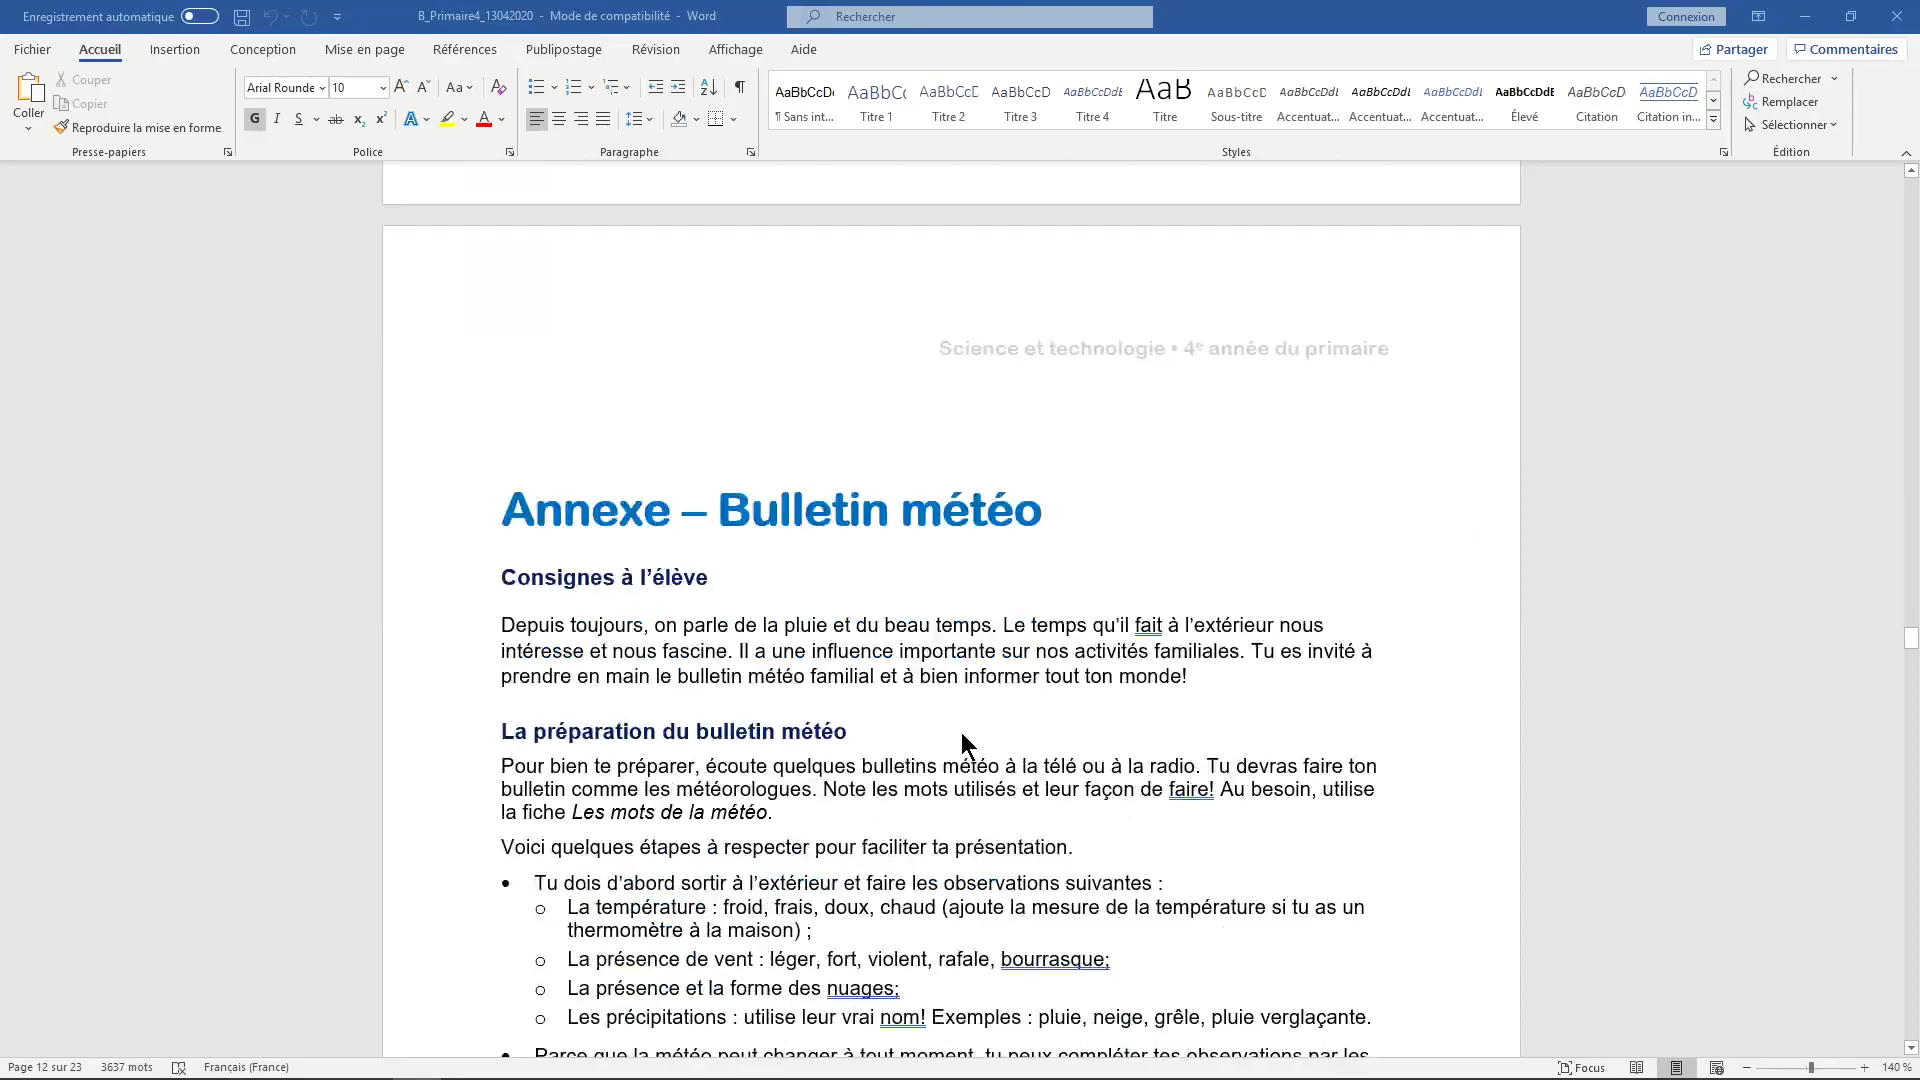 Enregistrement automatique
B_Primaire4_13042020 - Mode de compatibilité - Word
Rechercher
Connexion
Fichier Accueil Insertion Conception Mise en page Références Publipostage Révision Affichage Aide
Partager Commentaires
Coller
Couper
Copier
Reproduire la mise en forme
Presse-papiers
Arial Rounde 10
Aa
G I S ab x₂ x² A A
Police
Paragraphe
AaBbCcDc AaBbCc AaBbCcC AaBbCcD AaBbCcDdE AaB AaBbCcC AaBbCcDdE AaBbCcDdE AaBbCcDdE AaBbCcDdE AaBbCcD AaBbCcD
¶ Sans int... Titre 1 Titre 2 Titre 3 Titre 4 Titre Sous-titre Accentuat... Accentuat... Accentuat... Élevé Citation Citation in...
Styles
Rechercher
Remplacer
Sélectionner
Édition
Science et technologie • 4e année du primaire
Annexe – Bulletin météo
Consignes à l’élève
Depuis toujours, on parle de la pluie et du beau temps. Le temps qu’il fait à l’extérieur nous
intéresse et nous fascine. Il a une influence importante sur nos activités familiales. Tu es invité à
prendre en main le bulletin météo familial et à bien informer tout ton monde!
La préparation du bulletin météo
Pour bien te préparer, écoute quelques bulletins météo à la télé ou à la radio. Tu devras faire ton
bulletin comme les météorologues. Note les mots utilisés et leur façon de faire! Au besoin, utilise
la fiche Les mots de la météo.
Voici quelques étapes à respecter pour faciliter ta présentation.
• Tu dois d’abord sortir à l’extérieur et faire les observations suivantes :
o La température : froid, frais, doux, chaud (ajoute la mesure de la température si tu as un
thermomètre à la maison) ;
o La présence de vent : léger, fort, violent, rafale, bourrasque;
o La présence et la forme des nuages;
o Les précipitations : utilise leur vrai nom! Exemples : pluie, neige, grêle, pluie verglaçante.
• Parce que la météo peut changer à tout moment, tu peux compléter tes observations par les
Page 12 sur 23 3637 mots Français (France)
Focus
140 %